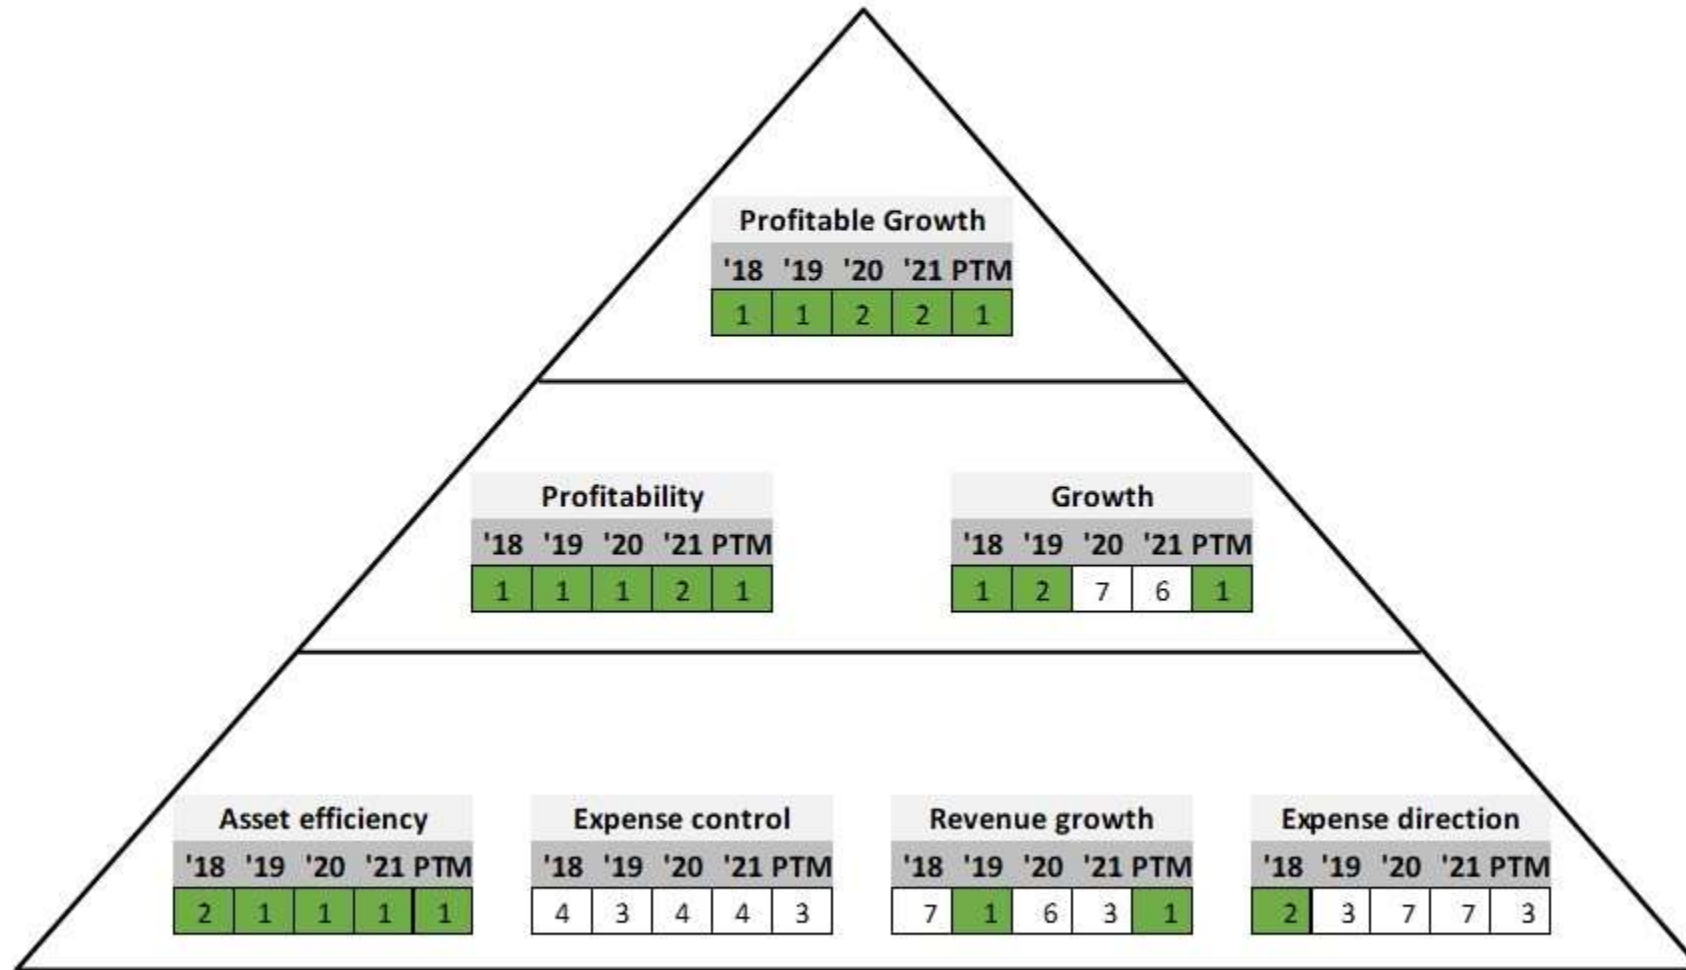 Profitable Growth
'18 '19 '20 '21 PTM
1 1 2 2 1
Profitability
'18 '19 '20 '21 PTM
1 1 1 2 1
Growth
'18 '19 '20 '21 PTM
1 2 7 6 1
Asset efficiency
'18 '19 '20 '21 PTM
2 1 1 1 1
Expense control
'18 '19 '20 '21 PTM
4 3 4 4 3
Revenue growth
'18 '19 '20 '21 PTM
7 1 6 3 1
Expense direction
'18 '19 '20 '21 PTM
2 3 7 7 3